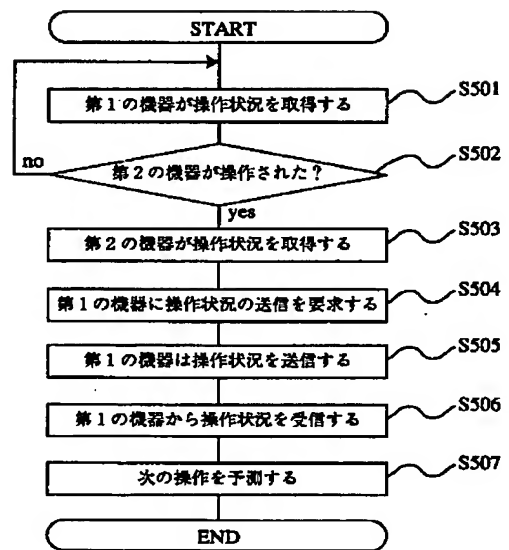 START
第1の機器が操作状況を取得する
S501
no
第2の機器が操作された？
S502
yes
第2の機器が操作状況を取得する
S503
第1の機器に操作状況の送信を要求する
S504
第1の機器は操作状況を送信する
S505
第1の機器から操作状況を受信する
S506
次の操作を予測する
S507
END